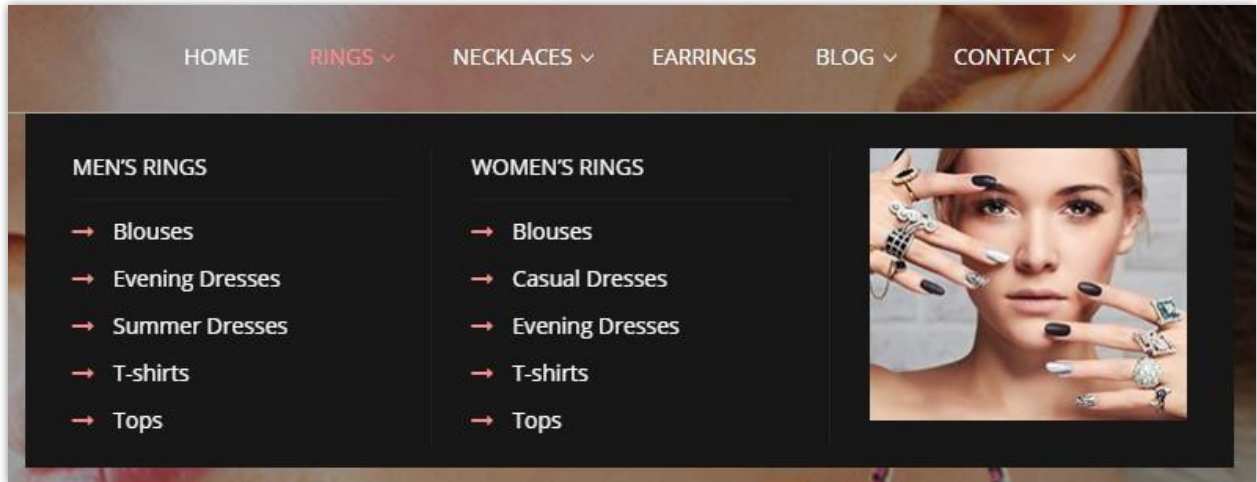 HOME RINGS NECKLACES EARRINGS BLOG CONTACT
MEN'S RINGS
Blouses
Evening Dresses
Summer Dresses
T-shirts
Tops
WOMEN'S RINGS
Blouses
Casual Dresses
Evening Dresses
T-shirts
Tops